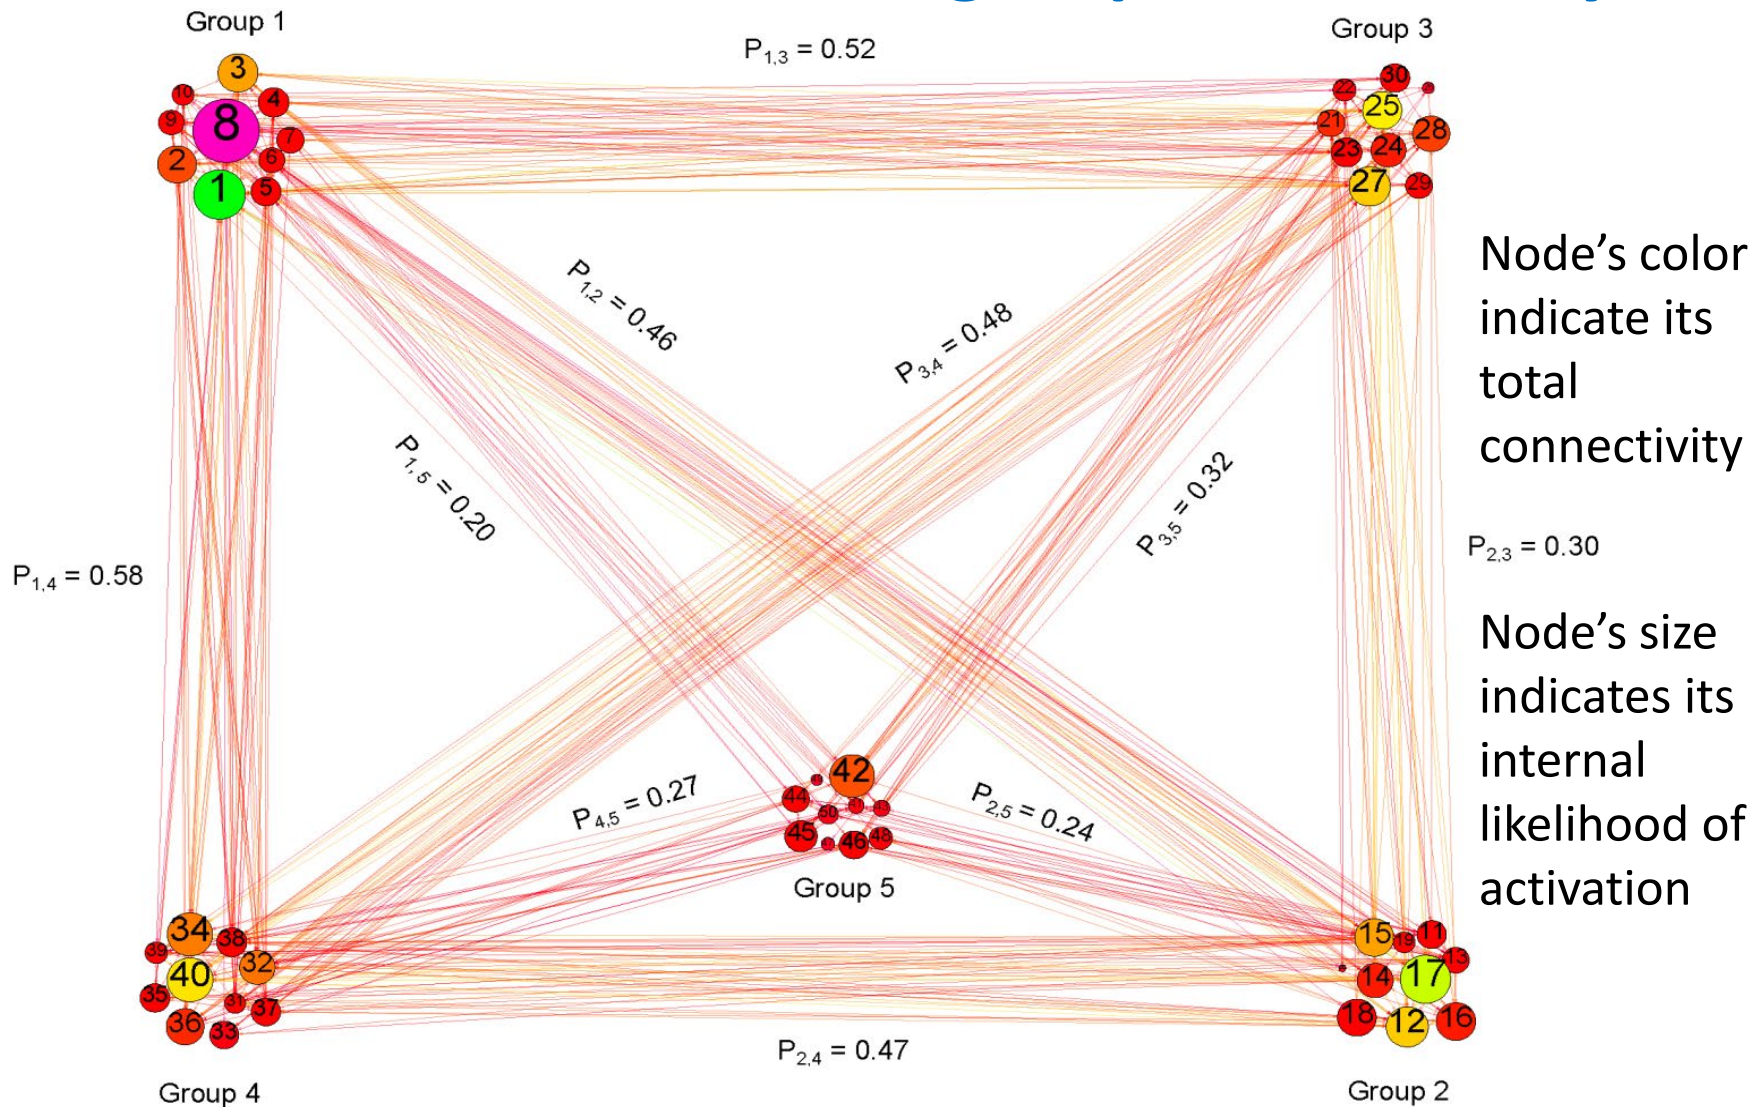 Group 1
Group 3
P1,3 = 0.52
3
10
4
9
8
7
2
6
1
5
30
22
25
21
28
23
24
27
29
Node’s color
indicate its
total
connectivity
P1,2 = 0.46
P3,4 = 0.48
P1,5 = 0.20
P3,5 = 0.32
P1,4 = 0.58
P2,3 = 0.30
Node’s size
indicates its
internal
likelihood of
activation
42
44
50
45
46
48
P4,5 = 0.27
P2,5 = 0.24
Group 5
34
38
39
32
40
35
31
37
36
33
15
19
11
13
14
17
18
12
16
P2,4 = 0.47
Group 4
Group 2